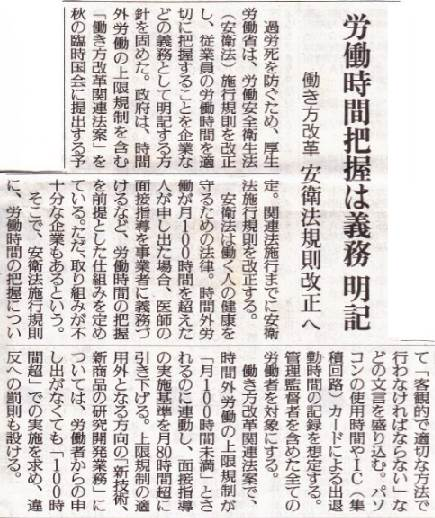 労働時間把握は義務 明記
働き方改革 安衛法規則改正へ
過労死を防ぐため、厚生
労働省は、労働安全衛生法
（安衛法）施行規則を改正
し、従業員の労働時間を適
切に把握することを企業な
どの義務として明記する方
針を固めた。政府は、時間
外労働の上限規制を含む
「働き方改革関連法案」を
秋の臨時国会に提出する予
定。関連法施行までに安衛
法施行規則を改正する。
安衛法は働く人の健康を
守るための法律。時間外労
働が月１００時間を超えた
人が申し出た場合、医師の
面接指導を事業者に義務づ
けるなど、労働時間の把握
を前提とした仕組みを定め
ている。ただ、取り組みが不
十分な企業もあるという。
そこで、安衛法施行規則
に、労働時間の把握につい
て「客観的で適切な方法で
行わなければならない」な
どの文言を盛り込む。パソ
コンの使用時間やＩＣ（集
積回路）カードによる出退
勤時間の記録を想定する。
管理監督者を含めた全ての
労働者を対象にする。
働き方改革関連法案で、
時間外労働の上限規制が
「月１００時間未満」とさ
れるのに連動し、面接指導
の実施基準を月８０時間超に
引き下げる。上限規制の適
用外となる方向の「新技術、
新商品の研究開発業務」に
ついては、労働者からの申
し出がなくても「１００時
間超」での実施を求め、違
反への罰則も設ける。